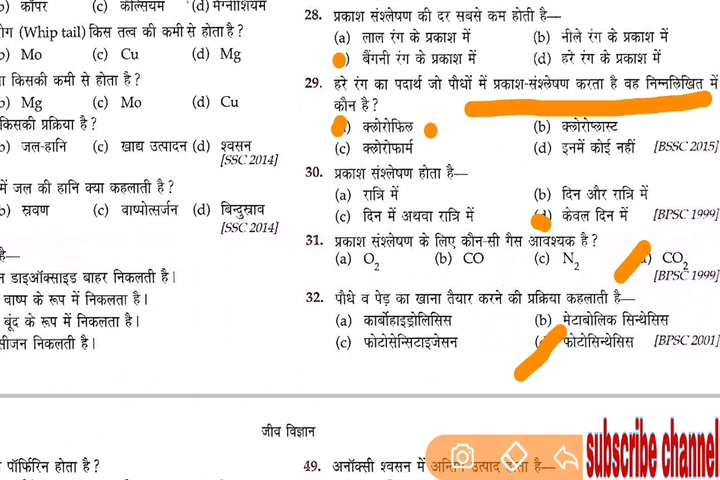 कॉपर (c) कैल्सियम (d) मैग्नीशियम
(Whip tail) किस तत्व की कमी से होता है?
Mo (c) Cu (d) Mg
किसकी कमी से होता है?
Mg (c) Mo (d) Cu
किसकी प्रक्रिया है?
जल-हानि (c) खाद्य उत्पादन (d) श्वसन
[SSC 2014]
में जल की हानि क्या कहलाती है?
स्रवण (c) वाष्पोत्सर्जन (d) बिन्दुस्राव
[SSC 2014]
है—
डाइऑक्साइड बाहर निकलती है।
वाष्प के रूप में निकलता है।
बूंद के रूप में निकलता है।
निकलती है।
28. प्रकाश संश्लेषण की दर सबसे कम होती है—
(a) लाल रंग के प्रकाश में (b) नीले रंग के प्रकाश में
बैंगनी रंग के प्रकाश में (d) हरे रंग के प्रकाश में
29. हरे रंग का पदार्थ जो पौधों में प्रकाश-संश्लेषण करता है वह निम्नलिखित में
कौन है?
क्लोरोफिल (b) क्लोरोप्लास्ट
(c) क्लोरोफार्म (d) इनमें कोई नहीं [BSSC 2015]
30. प्रकाश संश्लेषण होता है—
(a) रात्रि में (b) दिन और रात्रि में
(c) दिन में अथवा रात्रि में (d) केवल दिन में [BPSC 1999]
31. प्रकाश संश्लेषण के लिए कौन-सी गैस आवश्यक है?
(a) O₂ (b) CO (c) N₂ CO₂
[BPSC 1999]
32. पौधे व पेड़ का खाना तैयार करने की प्रक्रिया कहलाती है—
(a) कार्बोहाइड्रोलिसिस (b) मेटाबोलिक सिन्थेसिस
(c) फोटोसेन्सिटाइजेसन फोटोसिन्थेसिस [BPSC 2001]
जीव विज्ञान
पॉर्फिरिन होता है?
49. अनॉक्सी श्वसन में अन्तिम उत्पाद होता है—
subscribe channel